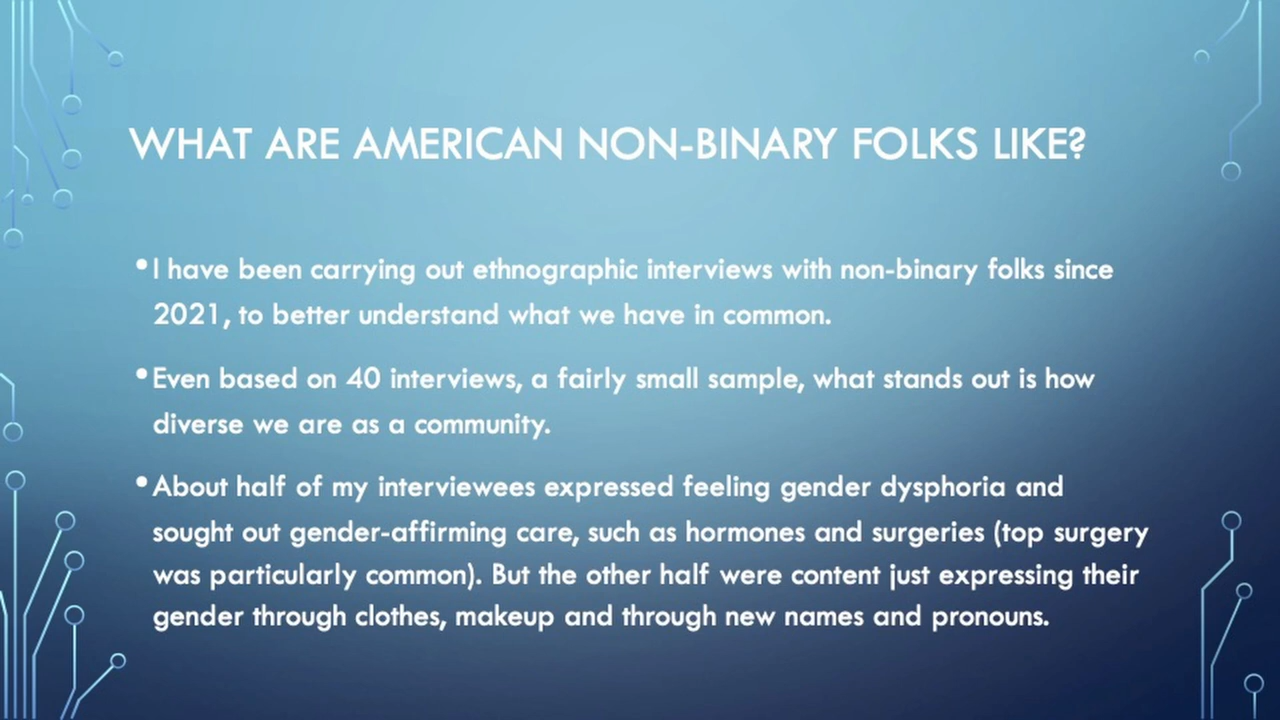 WHAT ARE AMERICAN NON-BINARY FOLKS LIKE?
•I have been carrying out ethnographic interviews with non-binary folks since
2021, to better understand what we have in common.
•Even based on 40 interviews, a fairly small sample, what stands out is how
diverse we are as a community.
•About half of my interviewees expressed feeling gender dysphoria and
sought out gender-affirming care, such as hormones and surgeries (top surgery
was particularly common). But the other half were content just expressing their
gender through clothes, makeup and through new names and pronouns.